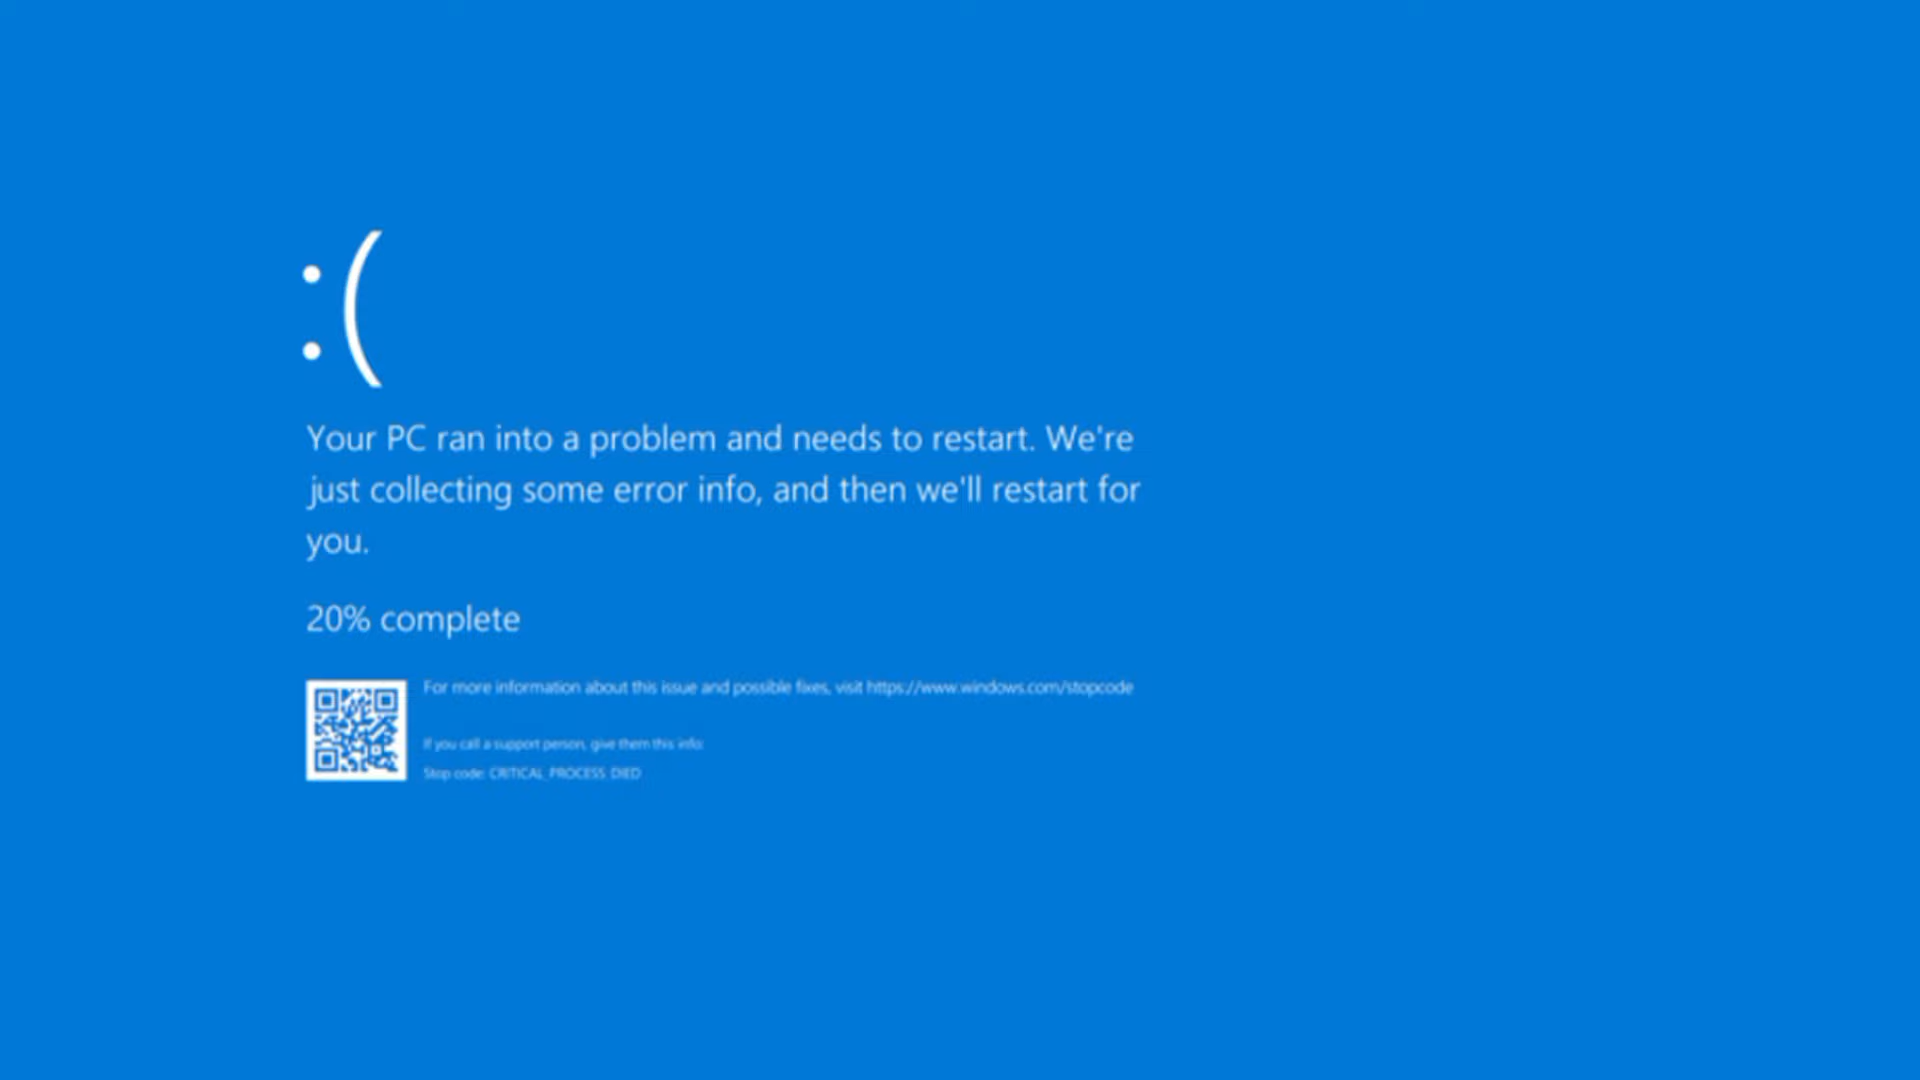 :(
Your PC ran into a problem and needs to restart. We're
just collecting some error info, and then we'll restart for
you.
20% complete
For more information about this issue and possible fixes, visit https://www.windows.com/stopcode
If you call a support person, give them this info:
Stop code: CRITICAL_PROCESS_DIED